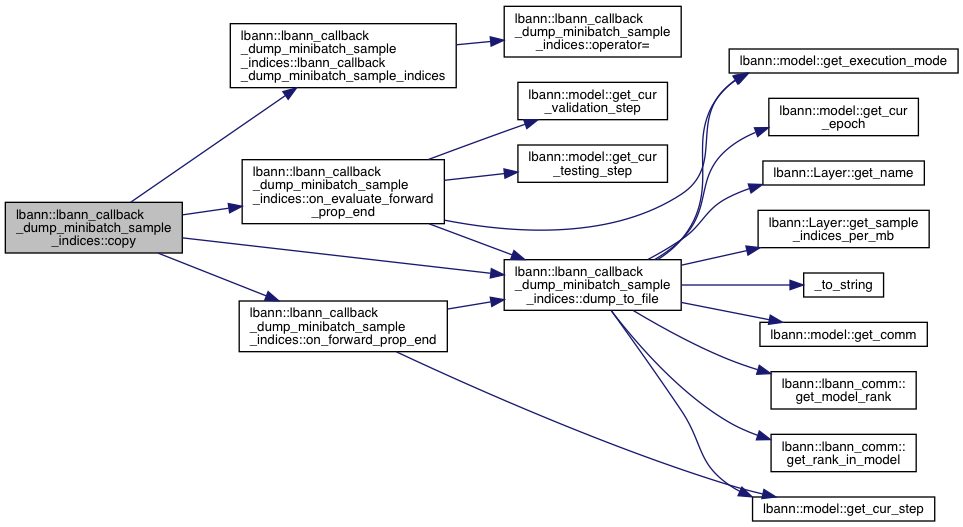 lbann::lbann_callback
_dump_minibatch_sample
_indices::copy
lbann::lbann_callback
_dump_minibatch_sample
_indices::lbann_callback
_dump_minibatch_sample_indices
lbann::lbann_callback
_dump_minibatch_sample
_indices::operator=
lbann::lbann_callback
_dump_minibatch_sample
_indices::on_evaluate_forward
_prop_end
lbann::model::get_cur
_validation_step
lbann::model::get_cur
_testing_step
lbann::lbann_callback
_dump_minibatch_sample
_indices::on_forward_prop_end
lbann::lbann_callback
_dump_minibatch_sample
_indices::dump_to_file
lbann::model::get_execution_mode
lbann::model::get_cur
_epoch
lbann::Layer::get_name
lbann::Layer::get_sample
_indices_per_mb
_to_string
lbann::model::get_comm
lbann::lbann_comm::
get_model_rank
lbann::lbann_comm::
get_rank_in_model
lbann::model::get_cur_step